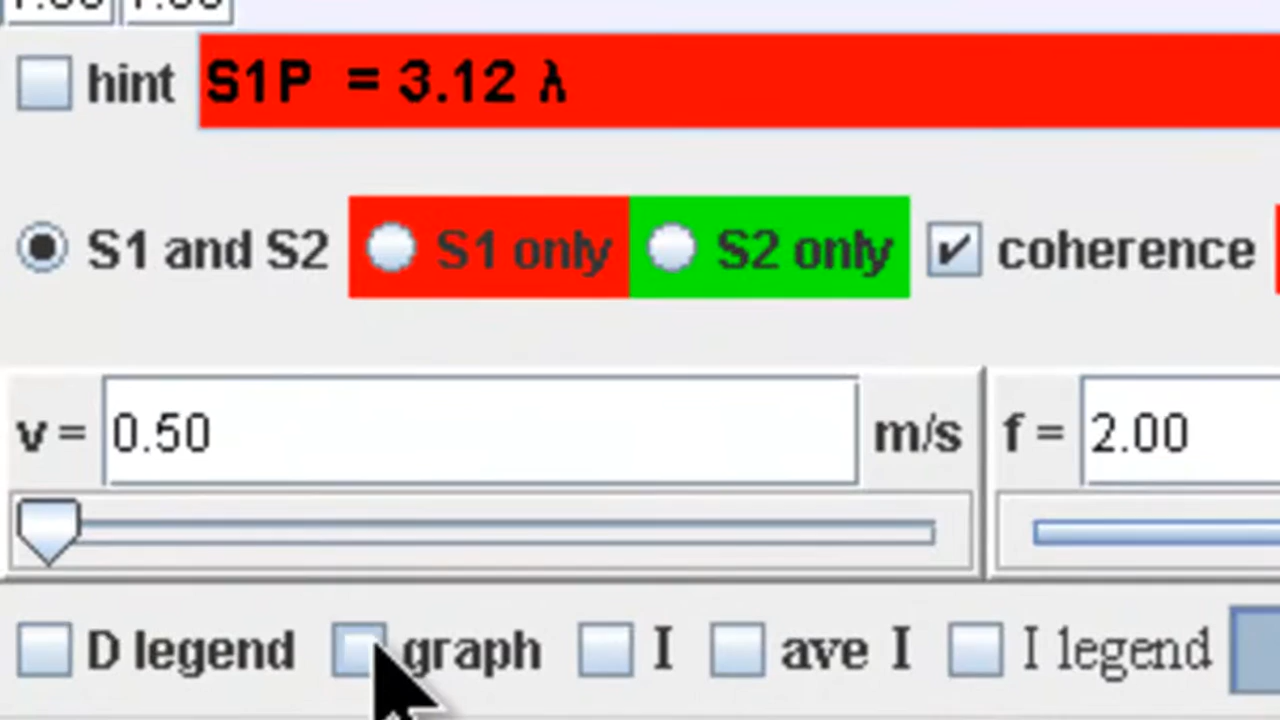 hint S1P = 3.12 λ
S1 and S2 S1 only S2 only coherence
v = 0.50 m/s f = 2.00
D legend graph I ave I I legend